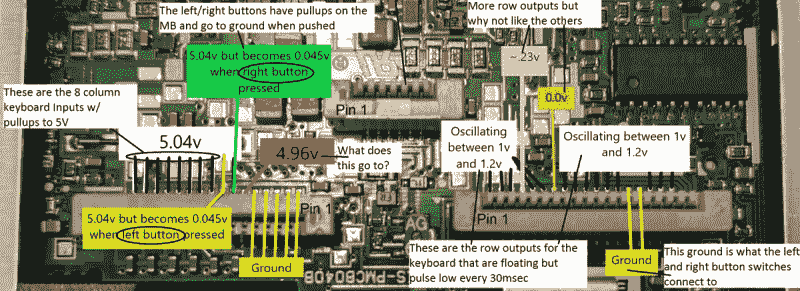 The left/right buttons have pullups on the
MB and go to ground when pushed
More row outputs but
why not like the others
5.04v but becomes 0.045v
when right button
pressed
~.23v
0.0v
These are the 8 column
keyboard Inputs w/
pullups to 5V
5.04v
4.96v
What does
this go to?
Pin 1
Oscillating
between 1v
and 1.2v
Oscillating between 1v
and 1.2v
5.04v but becomes 0.045v
when left button pressed
Pin 1
Pin 1
Ground
S-PMCB040B
These are the row outputs for the
keyboard that are floating but
pulse low every 30msec
Ground
This ground is what the left
and right button switches
connect to